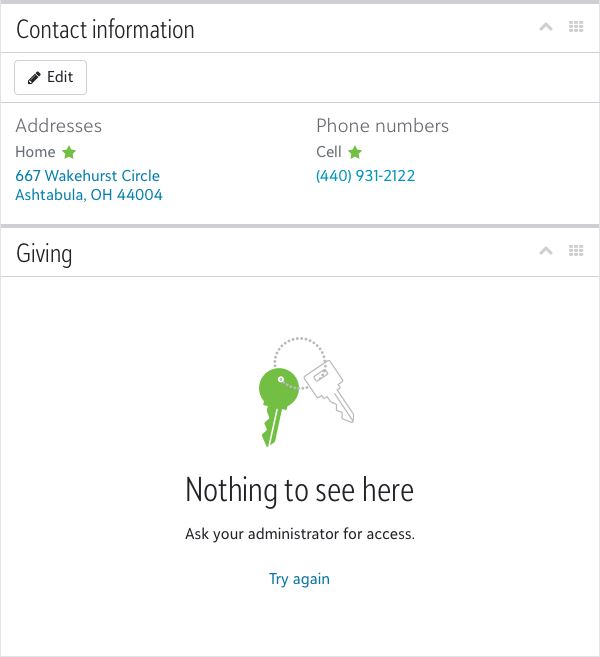 Contact information
Edit
Addresses
Home
667 Wakehurst Circle
Ashtabula, OH 44004
Phone numbers
Cell
(440) 931-2122
Giving
Nothing to see here
Ask your administrator for access.
Try again